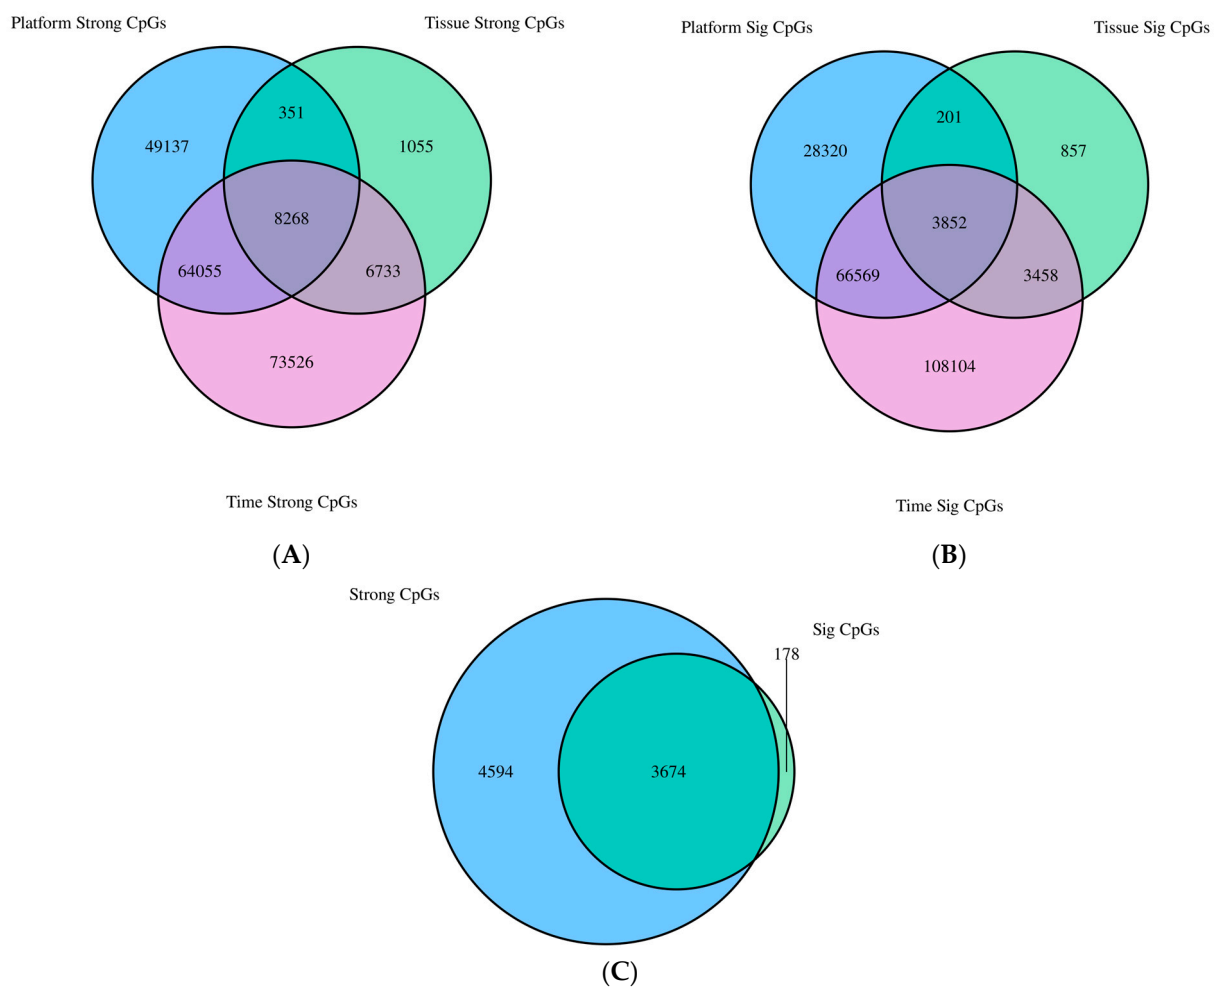 Platform Strong CpGs
Tissue Strong CpGs
351
49137
1055
8268
64055
6733
73526
Time Strong CpGs
(A)
Platform Sig CpGs
Tissue Sig CpGs
201
28320
857
3852
66569
3458
108104
Time Sig CpGs
(B)
Strong CpGs
Sig CpGs
178
4594
3674
(C)